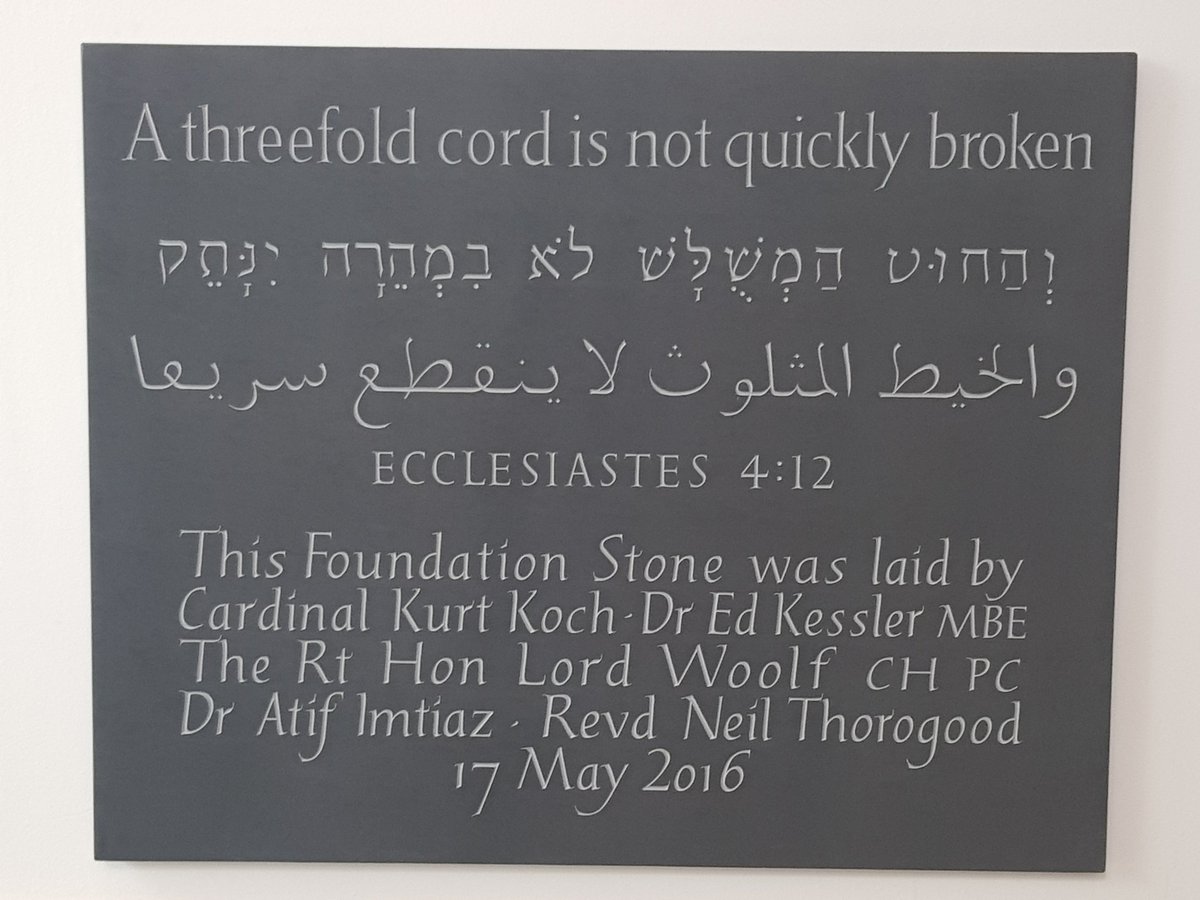 A threefold cord is not quickly broken
וְהַחוּט הַמְשֻׁלָּשׁ לֹא בִמְהֵרָה יִנָּתֵק
والخيط المثلوث لا ينقطع سريعا
ECCLESIASTES 4:12
This Foundation Stone was laid by
Cardinal Kurt Koch · Dr Ed Kessler MBE
The Rt Hon Lord Woolf CH PC
Dr Atif Imtiaz · Revd Neil Thorogood
17 May 2016